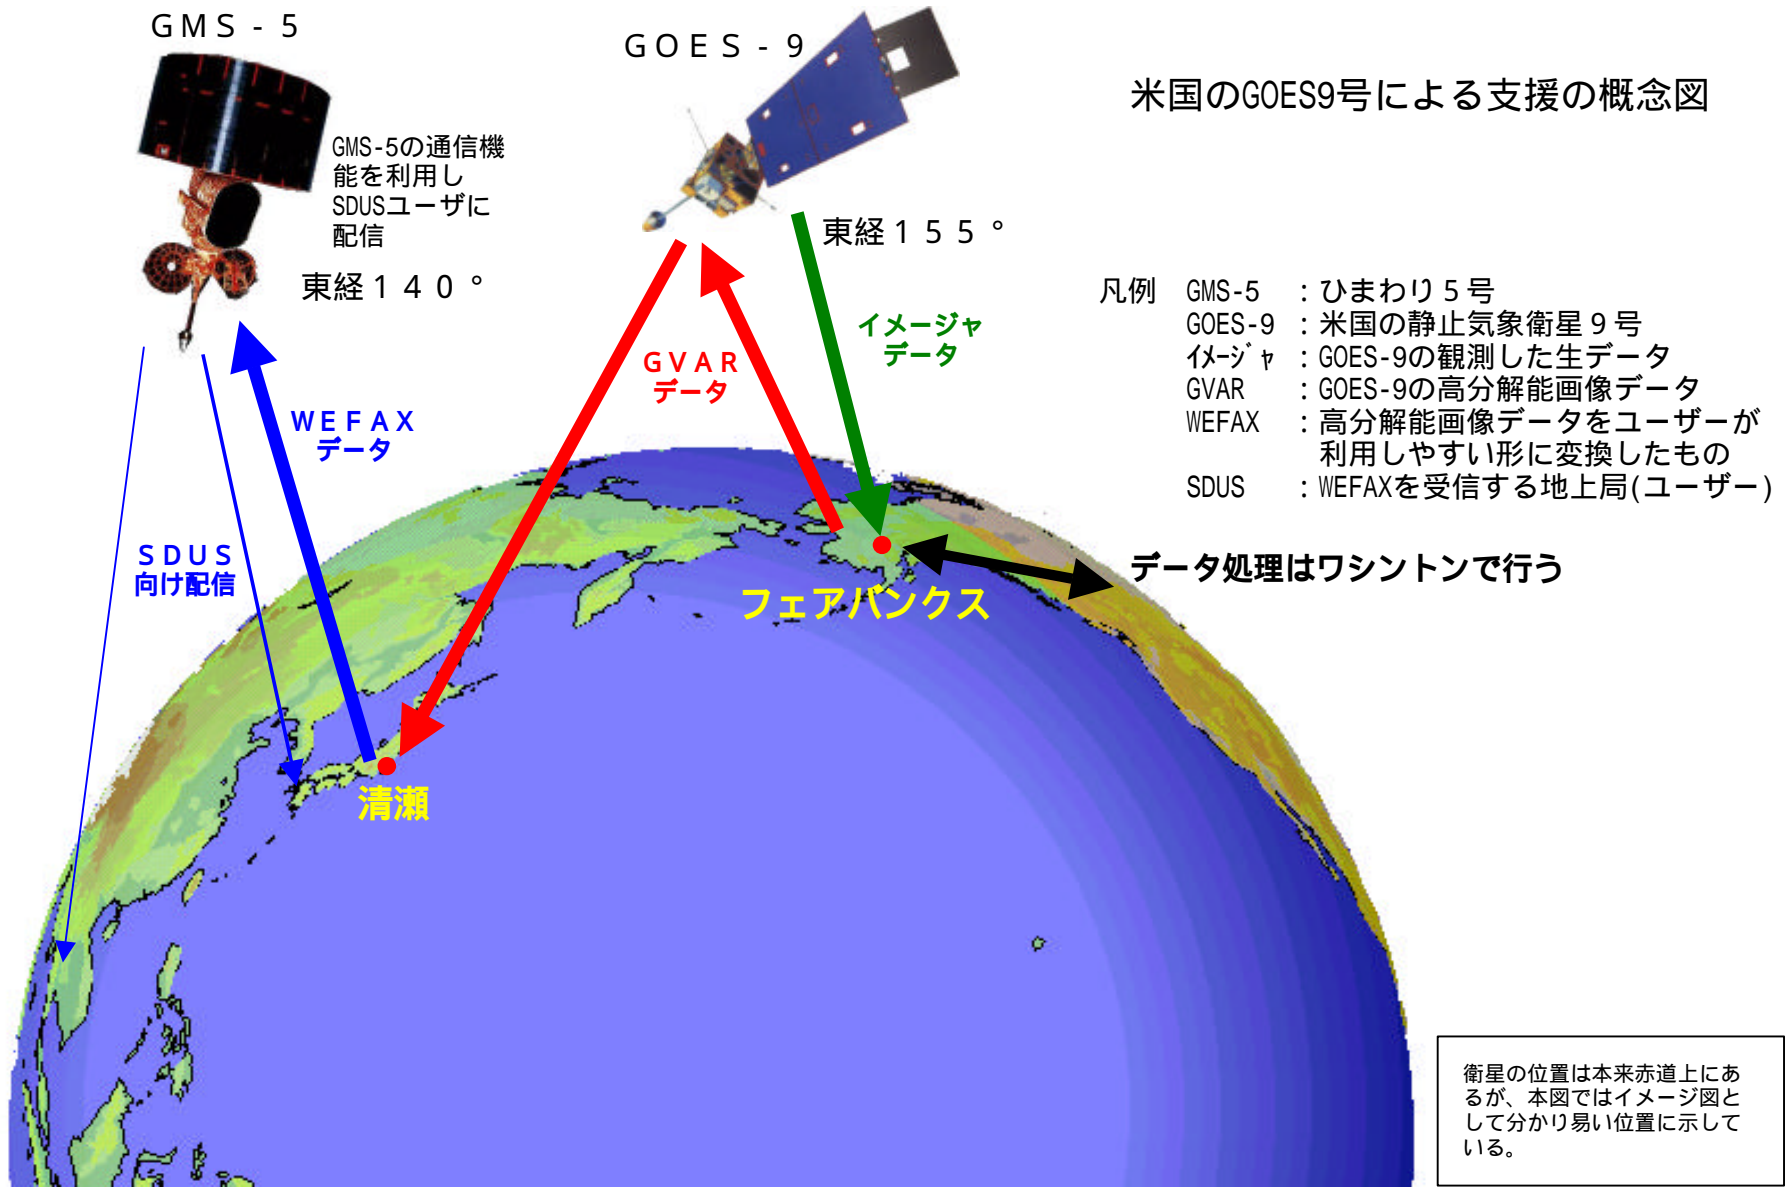 GMS-5
GOES-9
米国のGOES9号による支援の概念図
GMS-5の通信機
能を利用し
SDUSユーザに
配信
東経140°
東経155°
イメージャ
データ
GVAR
データ
WEFAX
データ
SDUS
向け配信
凡例 GMS-5 :ひまわり5号
GOES-9 :米国の静止気象衛星9号
ｲﾒｰｼﾞｬ :GOES-9の観測した生データ
GVAR :GOES-9の高分解能画像データ
WEFAX :高分解能画像データをユーザーが
利用しやすい形に変換したもの
SDUS :WEFAXを受信する地上局(ユーザー)
データ処理はワシントンで行う
フェアバンクス
清瀬
衛星の位置は本来赤道上にあ
るが、本図ではイメージ図と
して分かり易い位置に示して
いる。